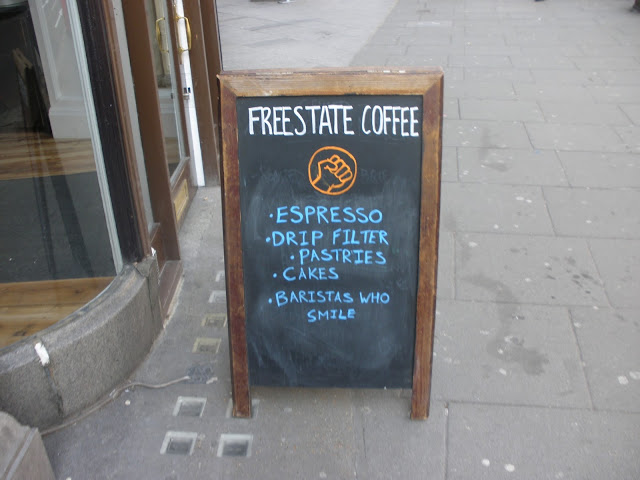 FREESTATE COFFEE
• ESPRESSO
• DRIP FILTER
• PASTRIES
• CAKES
• BARISTAS WHO
SMILE